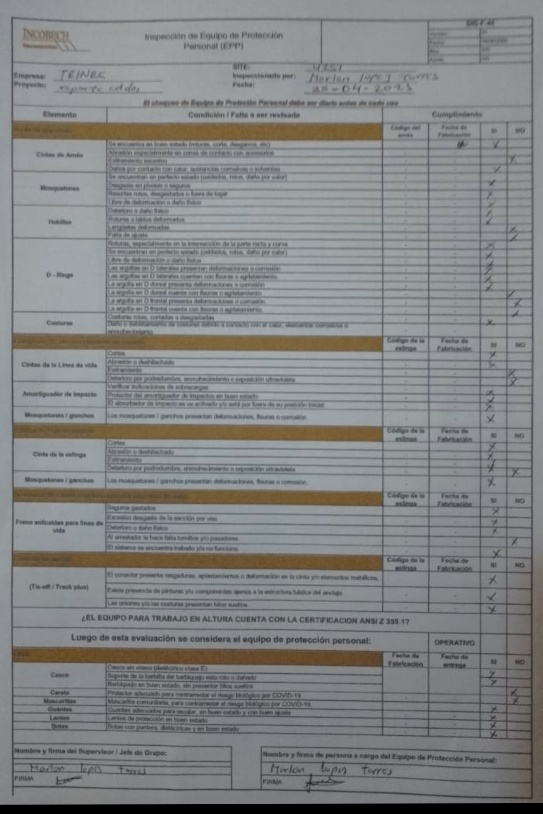 INCOBECH
Inspección de Equipo de Protección
Personal (EPP)
SIG-F-48
Empresa: TEINEC
Proyecto: reporte celdas
SITE: 4251
Inspeccionado por: Marlon lopez Torres
Fecha: 28-04-2023
El chequeo de Equipo de Protección Personal debe ser diario antes de cada uso
Elemento Condición / Falta a ser revisada Cumplimiento
Código del arnés Fecha de Fabricación SI NO
Cintas de Arnés
Se encuentra en buen estado (roturas, corte, desgarros, etc) X
Abrasión especialmente en zonas de contacto con accesorios
Estiramiento excesivo X
Daños por contacto con calor, sustancias corrosivas o solventes X
Mosquetones
Se encuentran en perfecto estado (oxidados, rotos, daño por calor) X
Desgaste en pivotes o seguros X
Resortes rotos, desgastados o fuera de lugar X
Hebillas
Libre de deformación o daño físico X
Deterioro o daño físico X
Roturas o tablas deformados X
Lengüetas deformadas X
Falta de ajuste X
D - Rings
Roturas, especialmente en la intersección de la parte recta y curva X
Se encuentran en perfecto estado (oxidados, rotos, daño por calor) X
Libre de deformación o daño físico X
Las argollas en D laterales presentan deformaciones o corrosión X
Las argollas en D laterales cuentan con fisuras o agrietamiento. X
La argolla en D dorsal presenta deformaciones o corrosión X
La argolla en D dorsal cuenta con fisuras o agrietamiento. X
La argolla en D frontal presenta deformaciones o corrosión X
La argolla en D frontal cuenta con fisuras o agrietamiento. X
Costuras
Costuras rotas, cortadas o desgastadas X
Daño o debilitamiento de costuras debido a contacto con el calor, elementos corrosivos o enmohecimiento
Código de la eslinga Fecha de Fabricación SI NO
Cintas de la Línea de vida
Cortes X
Abrasión o deshilachado X
Estiramiento
Deterioro por podredumbre, enmohecimiento o exposición ultravioleta X
Amortiguador de impacto
Verificar indicaciones de sobrecargas X
Protector del amortiguador de impactos en buen estado X
El absorbedor de impacto se ve activado y/o está por fuera de su posición inicial X
Mosquetones / ganchos
Los mosquetones / ganchos presentan deformaciones, fisuras o corrosión. X
Código de la eslinga Fecha de Fabricación SI NO
Cinta de la eslinga
Cortes X
Abrasión o deshilachado X
Estiramiento X
Deterioro por podredumbre, enmohecimiento o exposición ultravioleta X
Mosquetones / ganchos
Los mosquetones / ganchos presentan deformaciones, fisuras o corrosión. X
Código de la eslinga Fecha de Fabricación SI NO
Freno anticaídas para línea de vida
Seguros gastados X
Excesivo desgaste de la sección por uso X
Deterioro o daño físico X
Al arrestador le hace falta tornillos y/o pasadores X
El sistema se encuentra trabado y/o no funciona X
Código de la eslinga Fecha de Fabricación SI NO
(Tie-off / Track plus)
El conector presenta rasgaduras, aplastamientos o deformación en la cinta y/o elementos metálicos. X
Existe presencia de pinturas y/o componentes ajenos a la estructura básica del anclaje X
Las uniones y/o las costuras presentan hilos sueltos X
¿EL EQUIPO PARA TRABAJO EN ALTURA CUENTA CON LA CERTIFICACION ANSI Z 359.1?
Luego de esta evaluación se considera el equipo de protección personal: OPERATIVO
Fecha de Fabricación Fecha de entrega SI NO
Casco
Casco sin visera (dieléctrico clase E) X
Soporte de la barbilla del barbiquejo esta roto o dañado X
Barbiquejo en buen estado, sin presentar hilos sueltos X
Careta Protector adecuado para contrarrestar el riesgo biológico por COVID-19 X
Mascarillas Mascarilla comunitaria, para contrarrestar el riesgo biológico por COVID-19 X
Guantes Guantes adecuados para escalar, en buen estado y con buen ajuste X
Lentes Lentes de protección en buen estado X
Botas Botas con puntera, dieléctricas y en buen estado X
Nombre y firma del Supervisor / Jefe de Grupo:
Marlon lopez Torres
FIRMA
Nombre y firma de persona a cargo del Equipo de Protección Personal:
Marlon lopez Torres
FIRMA